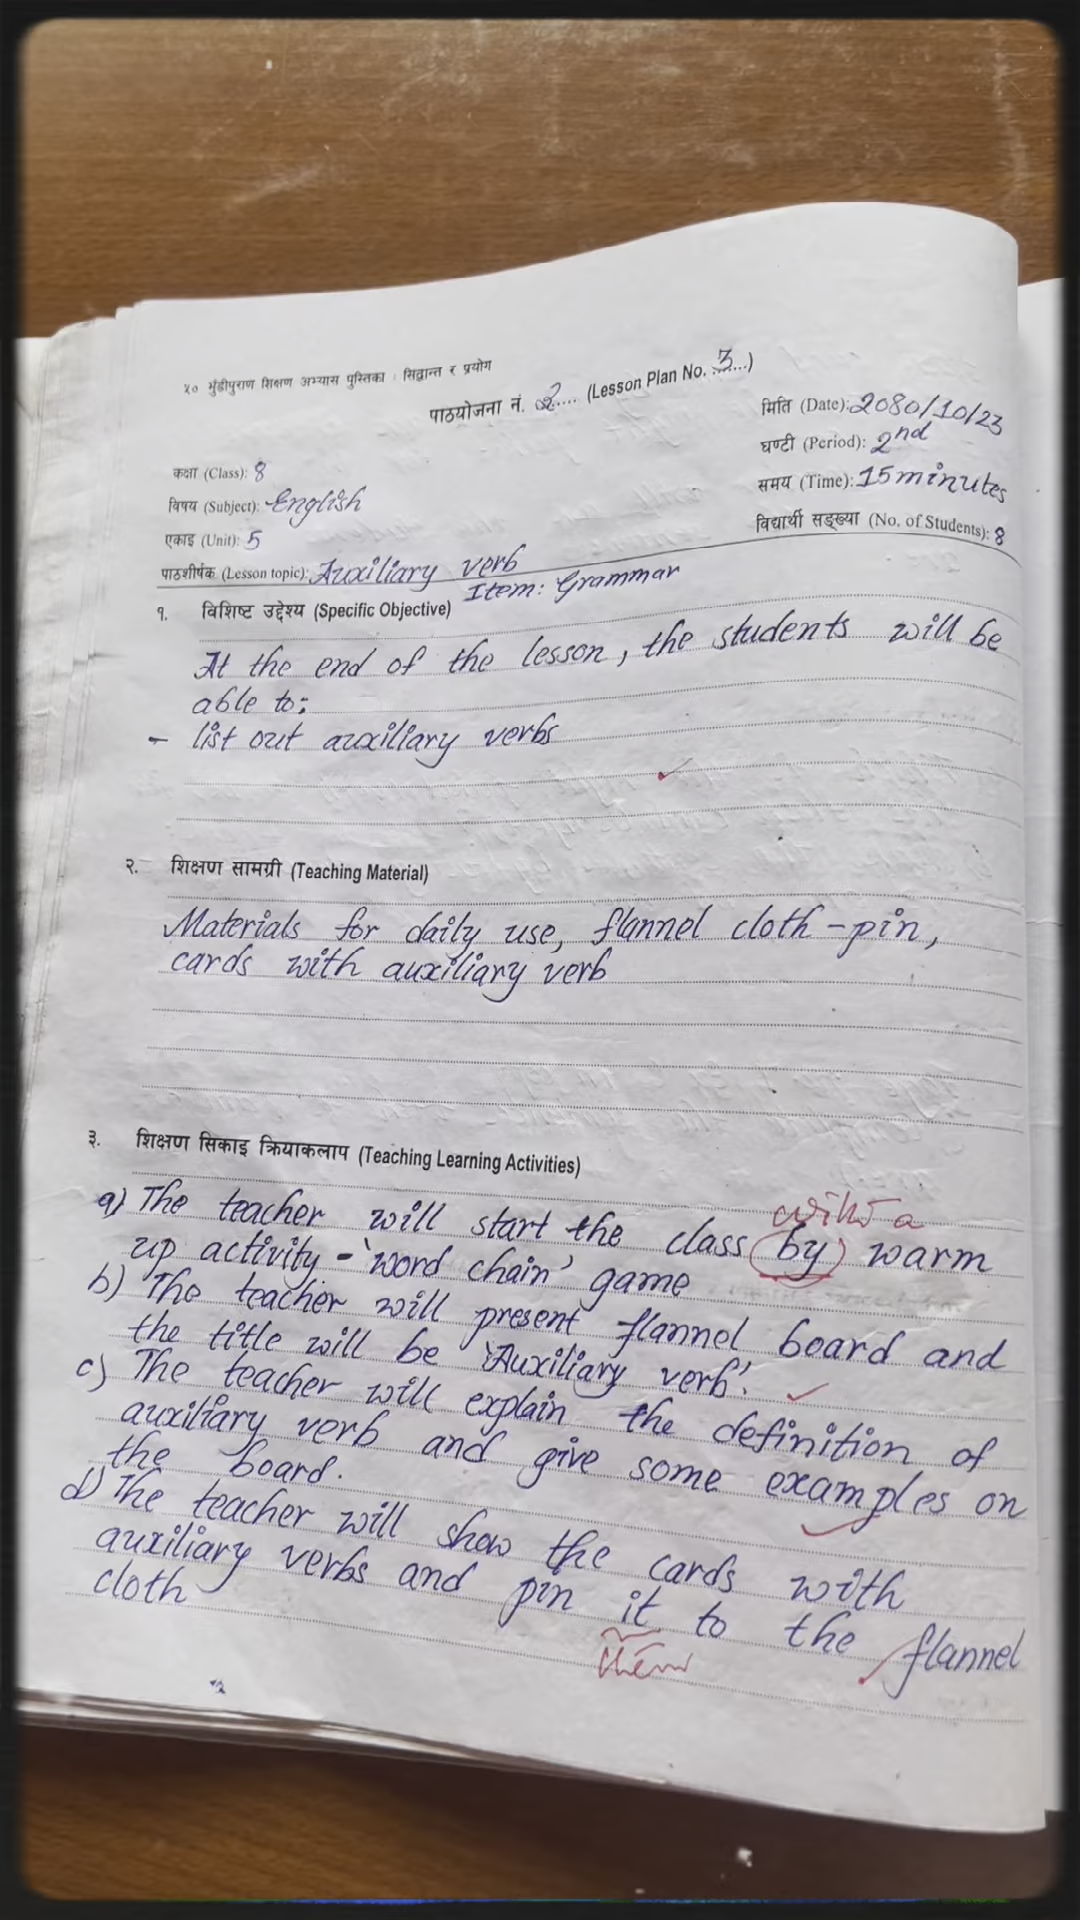 ५० भुँडीपुराण शिक्षण अभ्यास पुस्तिका : सिद्धान्त र प्रयोग
पाठयोजना नं. .... (Lesson Plan No. ..3...)
मिति (Date): 2080/10/23
घण्टी (Period): 2nd
कक्षा (Class): 8
समय (Time): 15 minutes
विषय (Subject): English
विद्यार्थी सङ्ख्या (No. of Students): 8
एकाइ (Unit): 5
पाठशीर्षक (Lesson topic): Auxiliary verb
Item: Grammar
१. विशिष्ट उद्देश्य (Specific Objective)
At the end of the lesson, the students will be
able to:
- list out auxiliary verbs
२. शिक्षण सामग्री (Teaching Material)
Materials for daily use, flannel cloth - pin,
cards with auxiliary verb
३. शिक्षण सिकाइ क्रियाकलाप (Teaching Learning Activities)
with a
a) The teacher will start the class by warm
up activity - 'word chain' game
b) The teacher will present flannel board and
the title will be 'Auxiliary verb'.
c) The teacher will explain the definition of
auxiliary verb and give some examples on
the board.
d) The teacher will show the cards with
auxiliary verbs and pin it to the flannel
cloth
them